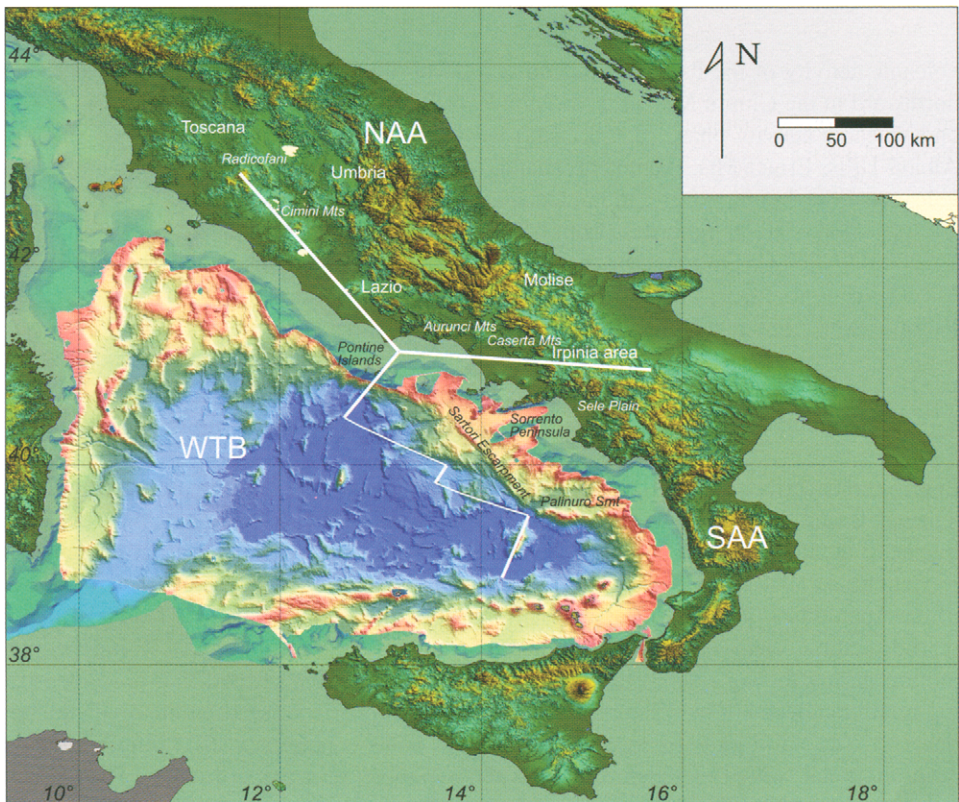 44°
N
0 50 100 km
Toscana
NAA
Radicofani
Umbria
Cimini Mts
42°
Molise
Lazio
Aurunci Mts
Caserta Mts
Pontine
Islands
Irpinia area
Sele Plain
Sartori Escarpment
Sorrento
Peninsula
WTB
40°
Palinuro Smt
SAA
38°
10° 12° 14° 16° 18°